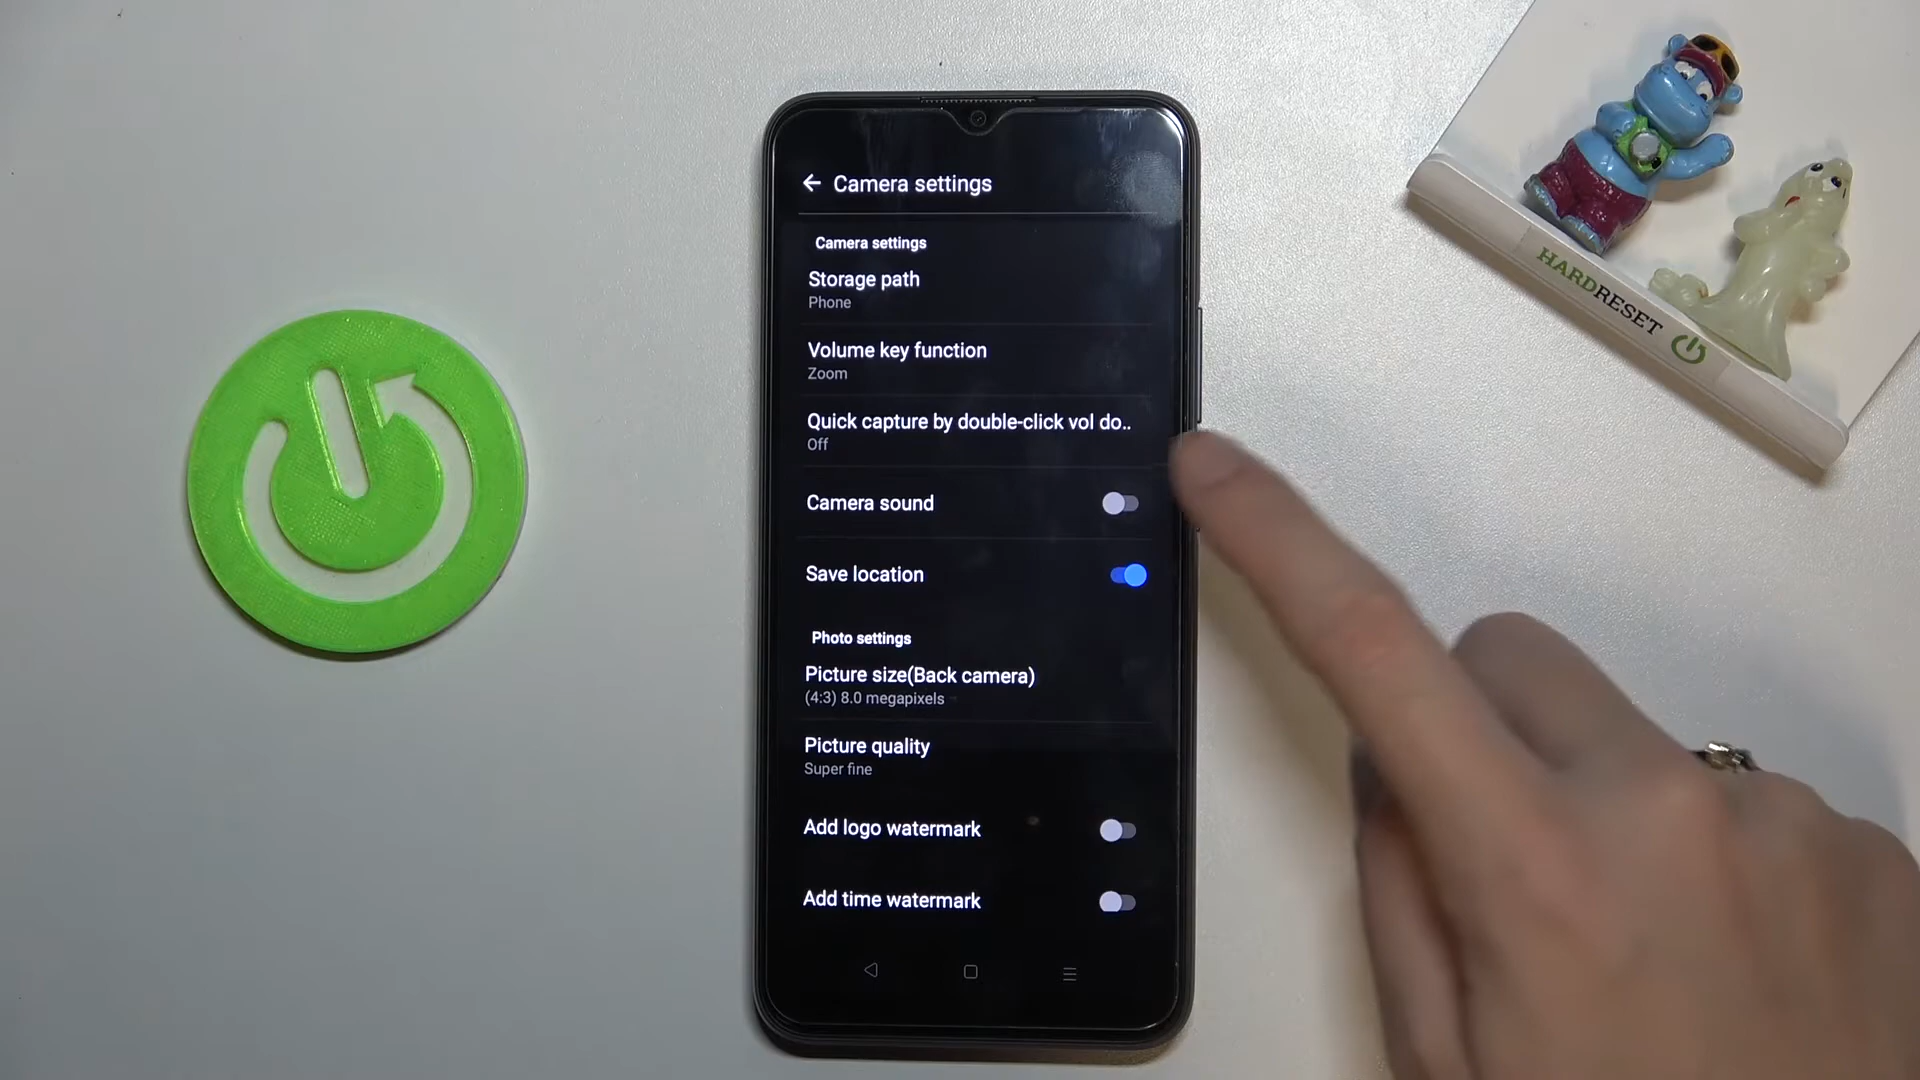 Camera settings
Camera settings
Storage path
Phone
Volume key function
Zoom
Quick capture by double-click vol do..
Off
Camera sound
Save location
Photo settings
Picture size(Back camera)
(4:3) 8.0 megapixels
Picture quality
Super fine
Add logo watermark
Add time watermark
HARDRESET